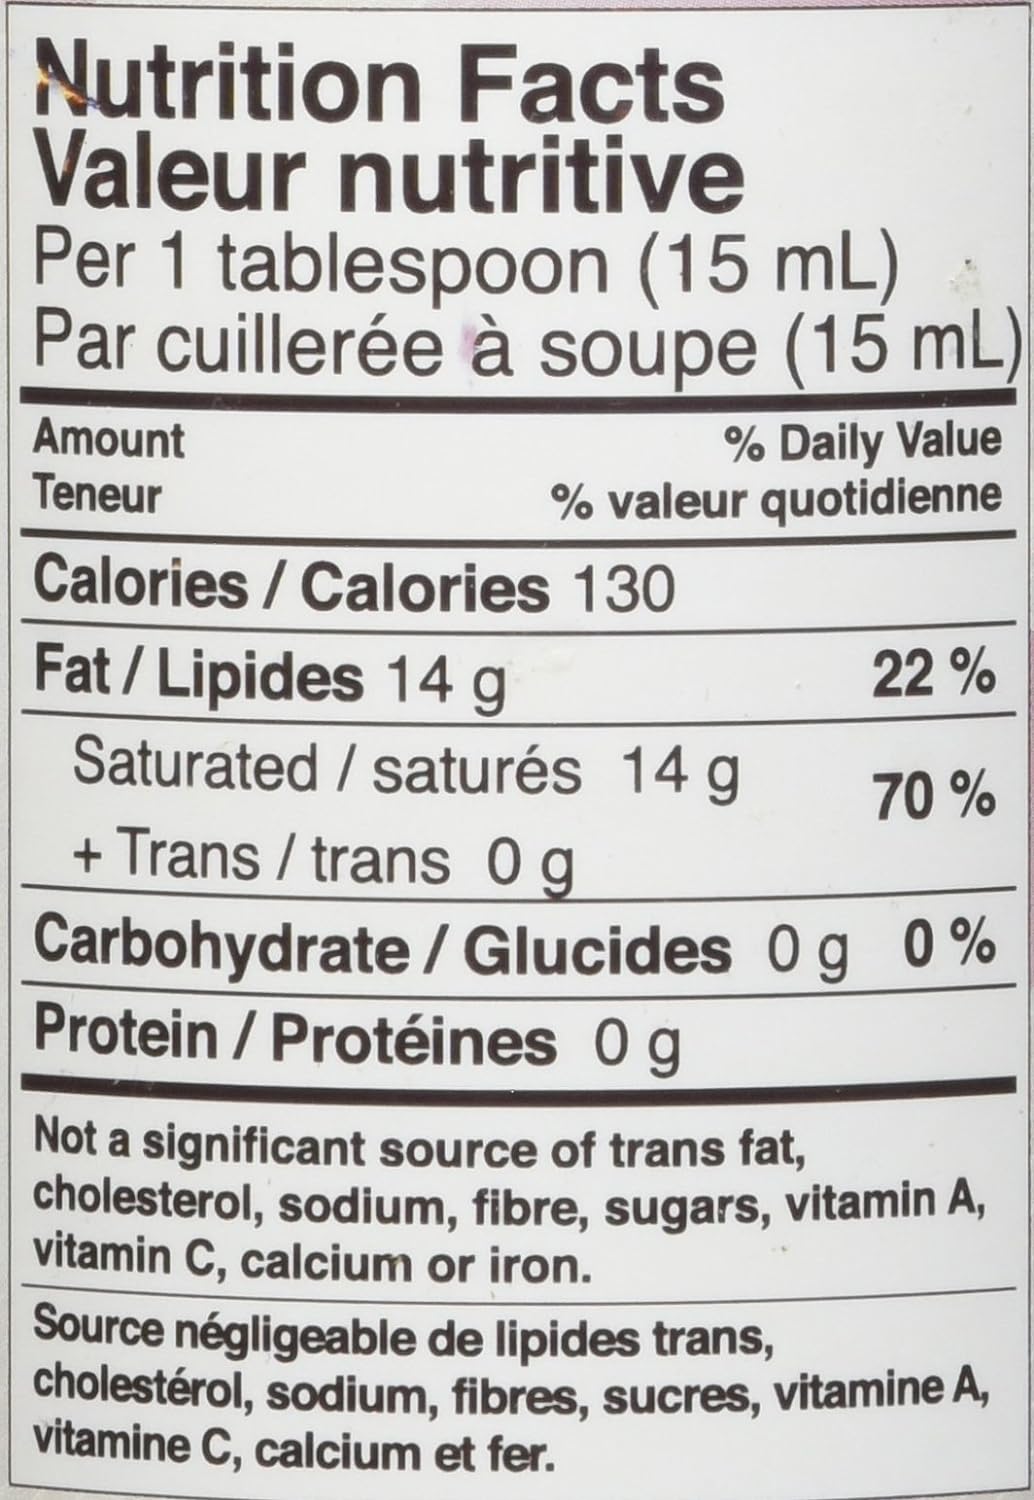 Nutrition Facts
Valeur nutritive
Per 1 tablespoon (15 mL)
Par cuillerée à soupe (15 mL)
Amount % Daily Value
Teneur % valeur quotidienne
Calories / Calories 130
Fat / Lipides 14 g 22 %
Saturated / saturés 14 g 70 %
+ Trans / trans 0 g
Carbohydrate / Glucides 0 g 0 %
Protein / Protéines 0 g
Not a significant source of trans fat,
cholesterol, sodium, fibre, sugars, vitamin A,
vitamin C, calcium or iron.
Source négligeable de lipides trans,
cholestérol, sodium, fibres, sucres, vitamine A,
vitamine C, calcium et fer.